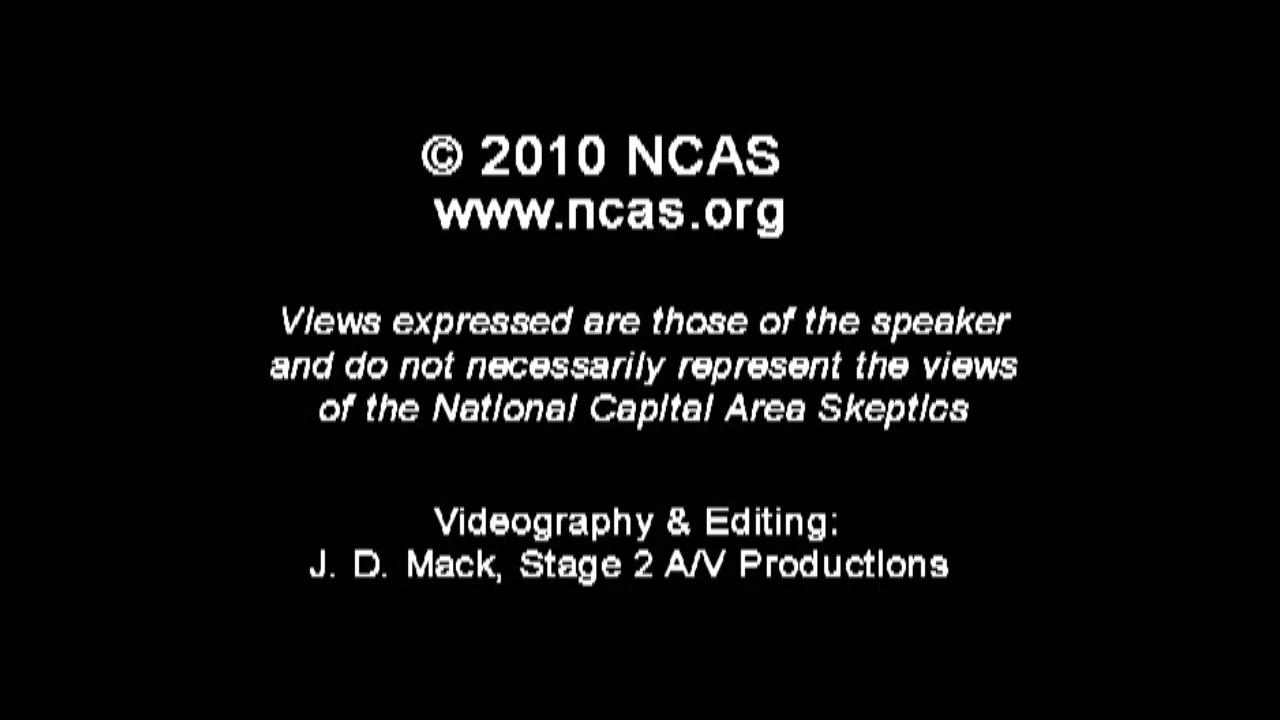 © 2010 NCAS
www.ncas.org
Views expressed are those of the speaker
and do not necessarily represent the views
of the National Capital Area Skeptics
Videography & Editing:
J. D. Mack, Stage 2 A/V Productions